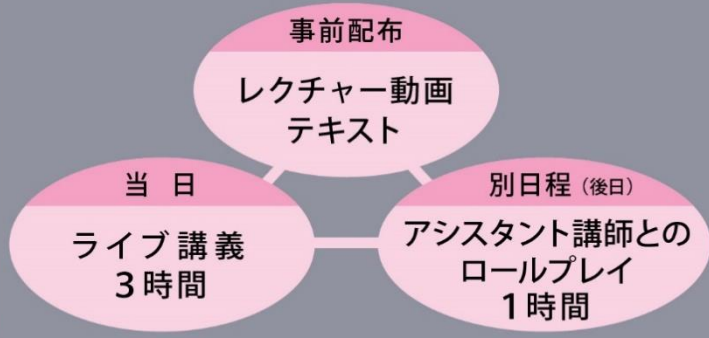 事前配布
レクチャー動画
テキスト
当 日
ライブ講義
3時間
別日程（後日）
アシスタント講師との
ロールプレイ
1時間